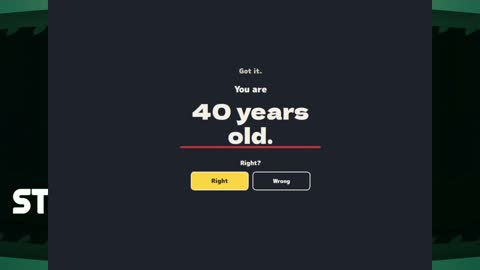 Got it.
You are
40 years
old.
Right?
Right
Wrong
ST